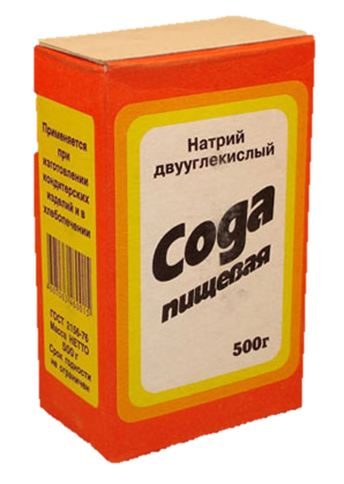 Применяется
при
изготовлении
кондитерских
изделий и в
хлебопечении
ГОСТ 2156-76
Масса НЕТТО
500 г
Срок годности
не ограничен
Натрий
двууглекислый
Сода
пищевая
500г